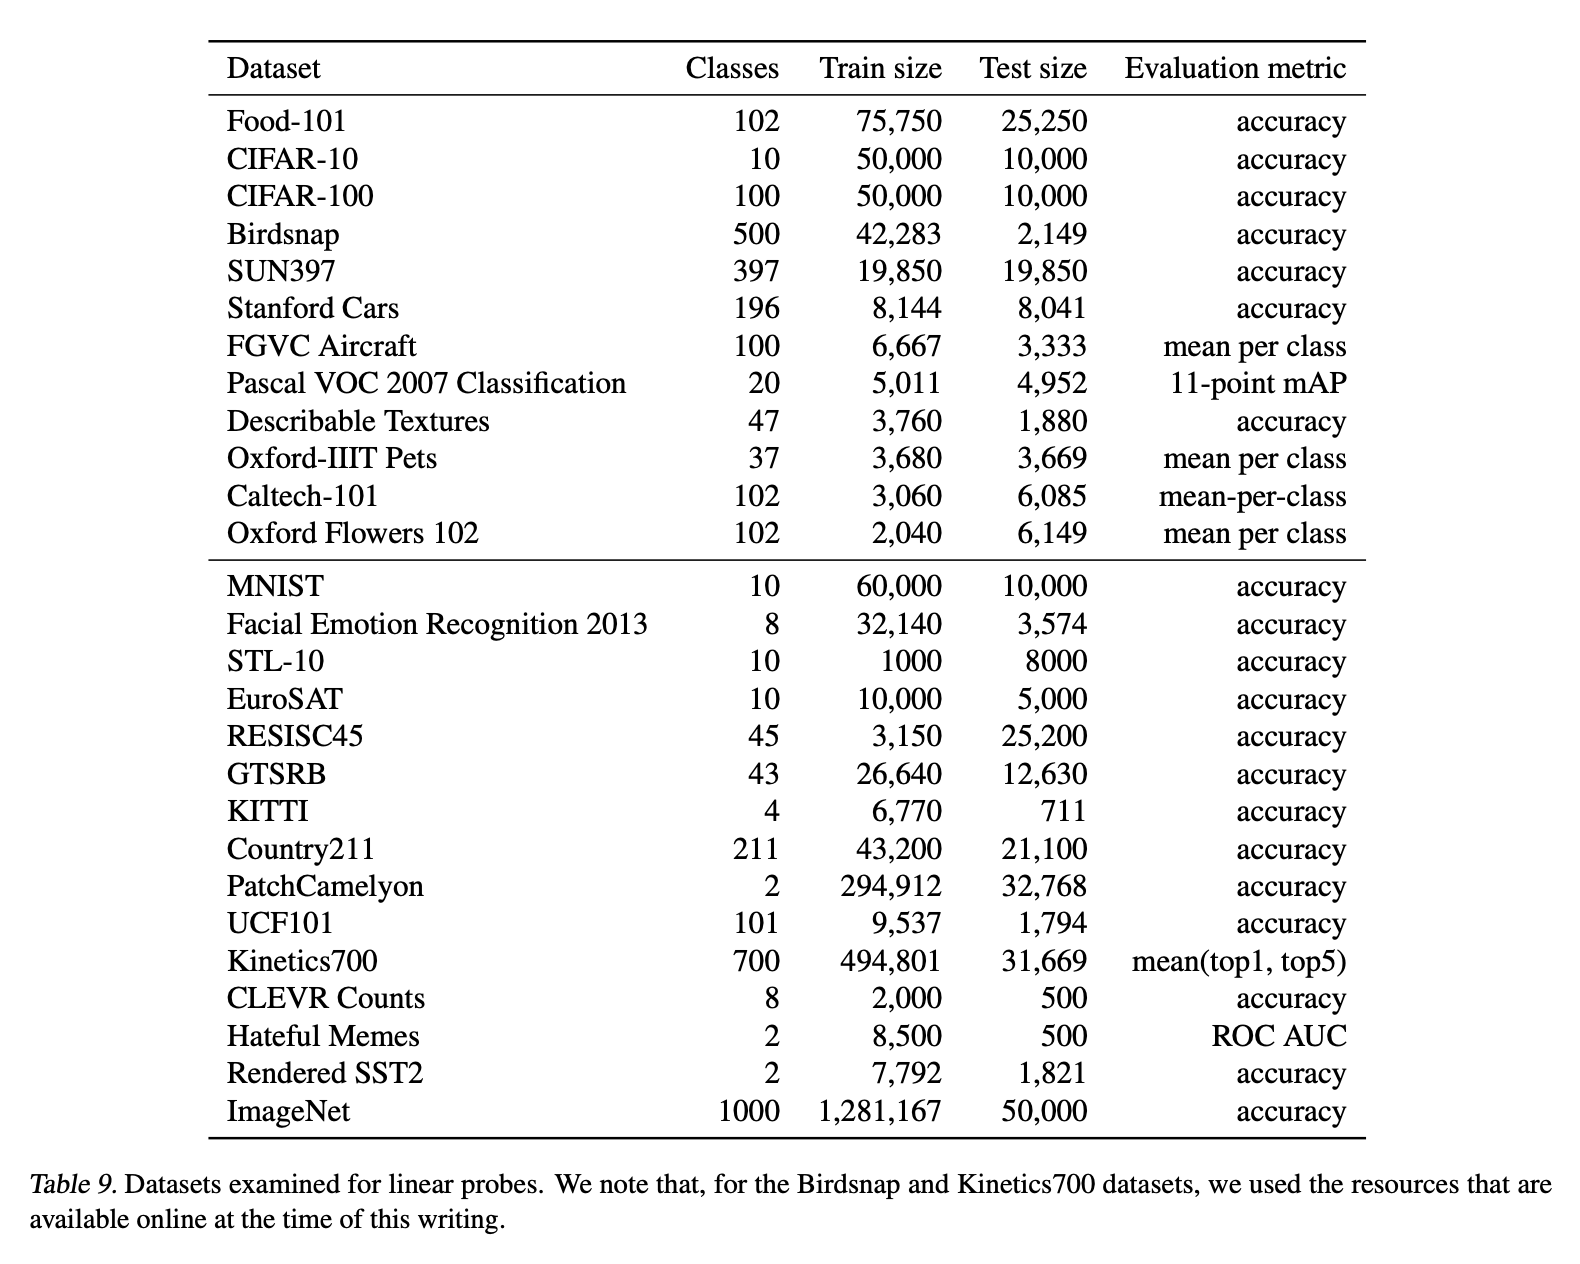 Dataset Classes Train size Test size Evaluation metric
Food-101 102 75,750 25,250 accuracy
CIFAR-10 10 50,000 10,000 accuracy
CIFAR-100 100 50,000 10,000 accuracy
Birdsnap 500 42,283 2,149 accuracy
SUN397 397 19,850 19,850 accuracy
Stanford Cars 196 8,144 8,041 accuracy
FGVC Aircraft 100 6,667 3,333 mean per class
Pascal VOC 2007 Classification 20 5,011 4,952 11-point mAP
Describable Textures 47 3,760 1,880 accuracy
Oxford-IIIT Pets 37 3,680 3,669 mean per class
Caltech-101 102 3,060 6,085 mean-per-class
Oxford Flowers 102 102 2,040 6,149 mean per class
MNIST 10 60,000 10,000 accuracy
Facial Emotion Recognition 2013 8 32,140 3,574 accuracy
STL-10 10 1000 8000 accuracy
EuroSAT 10 10,000 5,000 accuracy
RESISC45 45 3,150 25,200 accuracy
GTSRB 43 26,640 12,630 accuracy
KITTI 4 6,770 711 accuracy
Country211 211 43,200 21,100 accuracy
PatchCamelyon 2 294,912 32,768 accuracy
UCF101 101 9,537 1,794 accuracy
Kinetics700 700 494,801 31,669 mean(top1, top5)
CLEVR Counts 8 2,000 500 accuracy
Hateful Memes 2 8,500 500 ROC AUC
Rendered SST2 2 7,792 1,821 accuracy
ImageNet 1000 1,281,167 50,000 accuracy
Table 9. Datasets examined for linear probes. We note that, for the Birdsnap and Kinetics700 datasets, we used the resources that are
available online at the time of this writing.